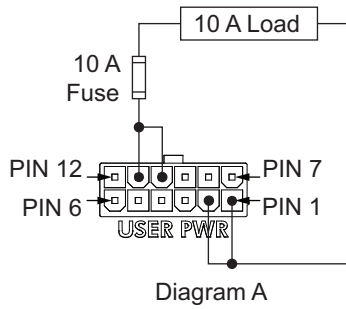 10 A Load
10 A
Fuse
PIN 12
PIN 7
PIN 6
PIN 1
USER PWR
Diagram A